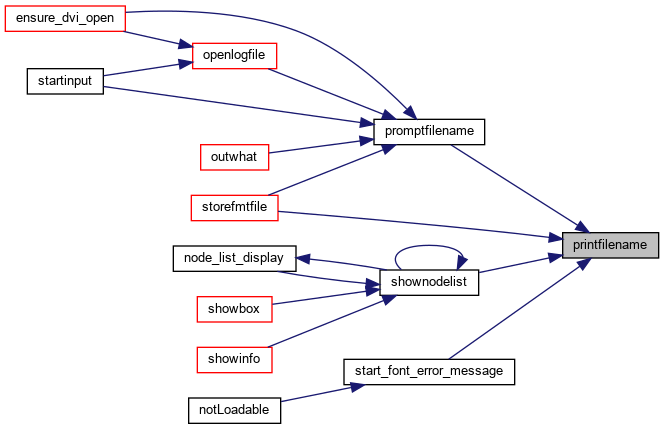 ensure_dvi_open
openlogfile
startinput
promptfilename
outwhat
storefmtfile
printfilename
node_list_display
shownodelist
showbox
showinfo
start_font_error_message
notLoadable